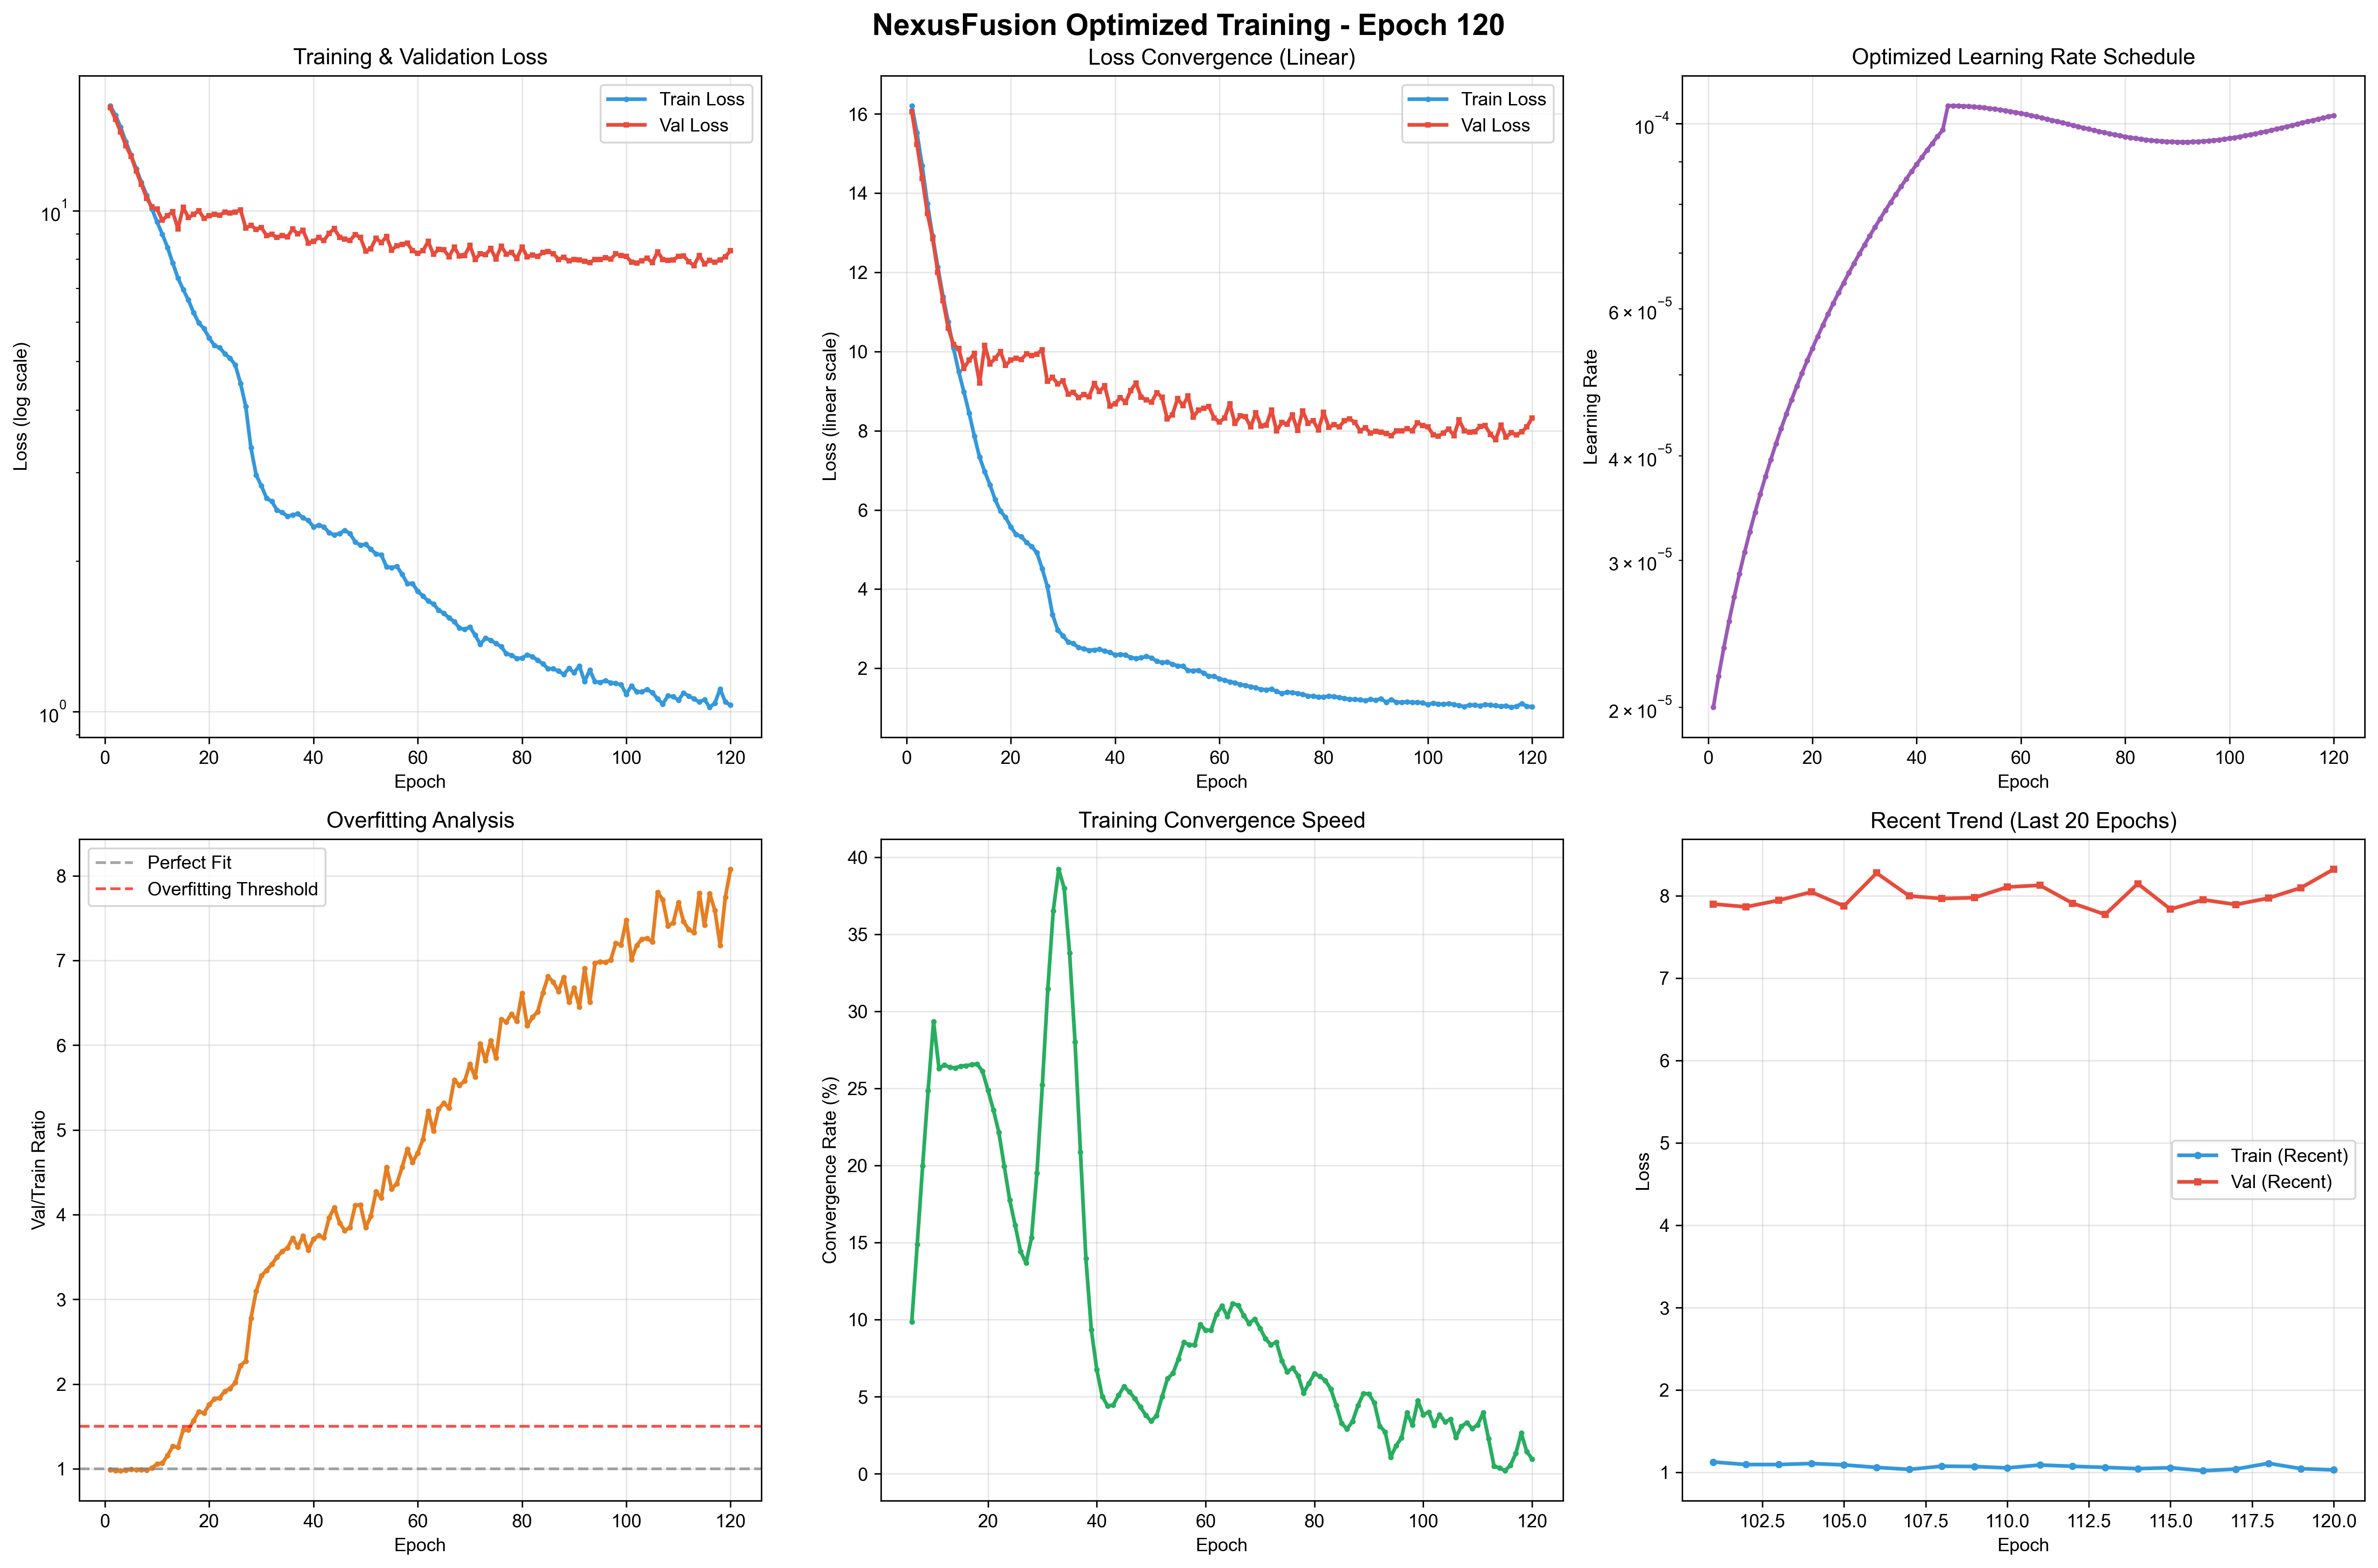 NexusFusion Optimized Training - Epoch 120
Training & Validation Loss
Loss (log scale)
10^1
10^0
Train Loss
Val Loss
0 20 40 60 80 100 120
Epoch
Loss Convergence (Linear)
Loss (linear scale)
16
14
12
10
8
6
4
2
Train Loss
Val Loss
0 20 40 60 80 100 120
Epoch
Optimized Learning Rate Schedule
Learning Rate
10^−4
6 × 10^−5
4 × 10^−5
3 × 10^−5
2 × 10^−5
0 20 40 60 80 100 120
Epoch
Overfitting Analysis
Val/Train Ratio
8
7
6
5
4
3
2
1
Perfect Fit
Overfitting Threshold
0 20 40 60 80 100 120
Epoch
Training Convergence Speed
Convergence Rate (%)
40
35
30
25
20
15
10
5
0
20 40 60 80 100 120
Epoch
Recent Trend (Last 20 Epochs)
Loss
8
7
6
5
4
3
2
1
Train (Recent)
Val (Recent)
102.5 105.0 107.5 110.0 112.5 115.0 117.5 120.0
Epoch